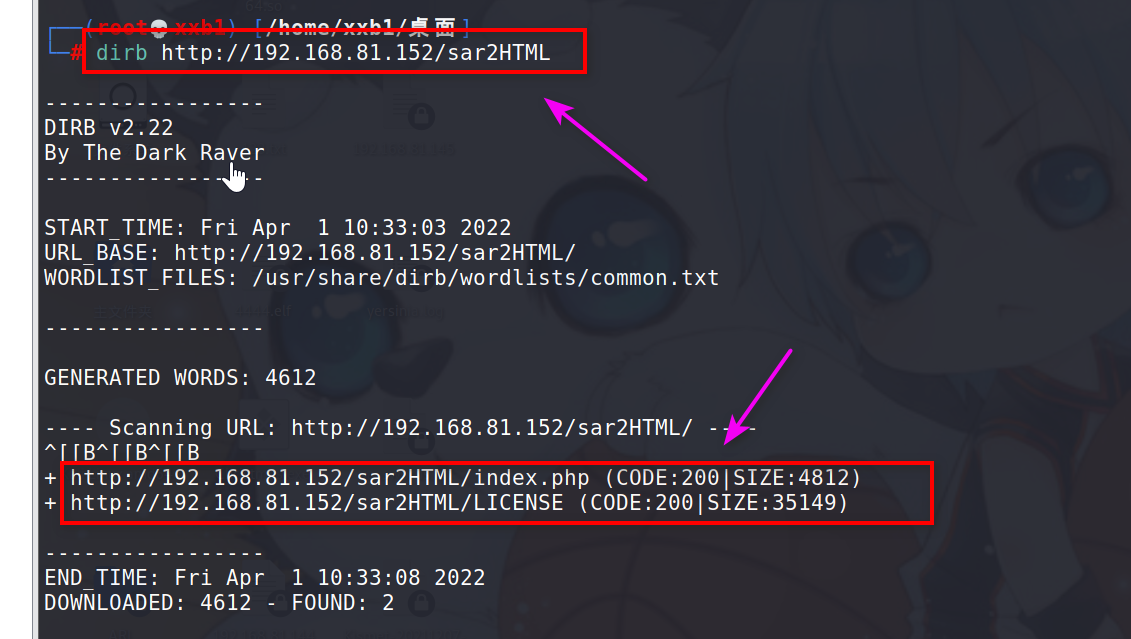 ┌──(root💀xxb1)-[/home/xxb1/桌面]
└─# dirb http://192.168.81.152/sar2HTML
-----------------
DIRB v2.22
By The Dark Raver
-----------------
START_TIME: Fri Apr  1 10:33:03 2022
URL_BASE: http://192.168.81.152/sar2HTML/
WORDLIST_FILES: /usr/share/dirb/wordlists/common.txt
-----------------
GENERATED WORDS: 4612
---- Scanning URL: http://192.168.81.152/sar2HTML/ ----
^[[B^[[B^[[B
+ http://192.168.81.152/sar2HTML/index.php (CODE:200|SIZE:4812)
+ http://192.168.81.152/sar2HTML/LICENSE (CODE:200|SIZE:35149)
-----------------
END_TIME: Fri Apr  1 10:33:08 2022
DOWNLOADED: 4612 - FOUND: 2